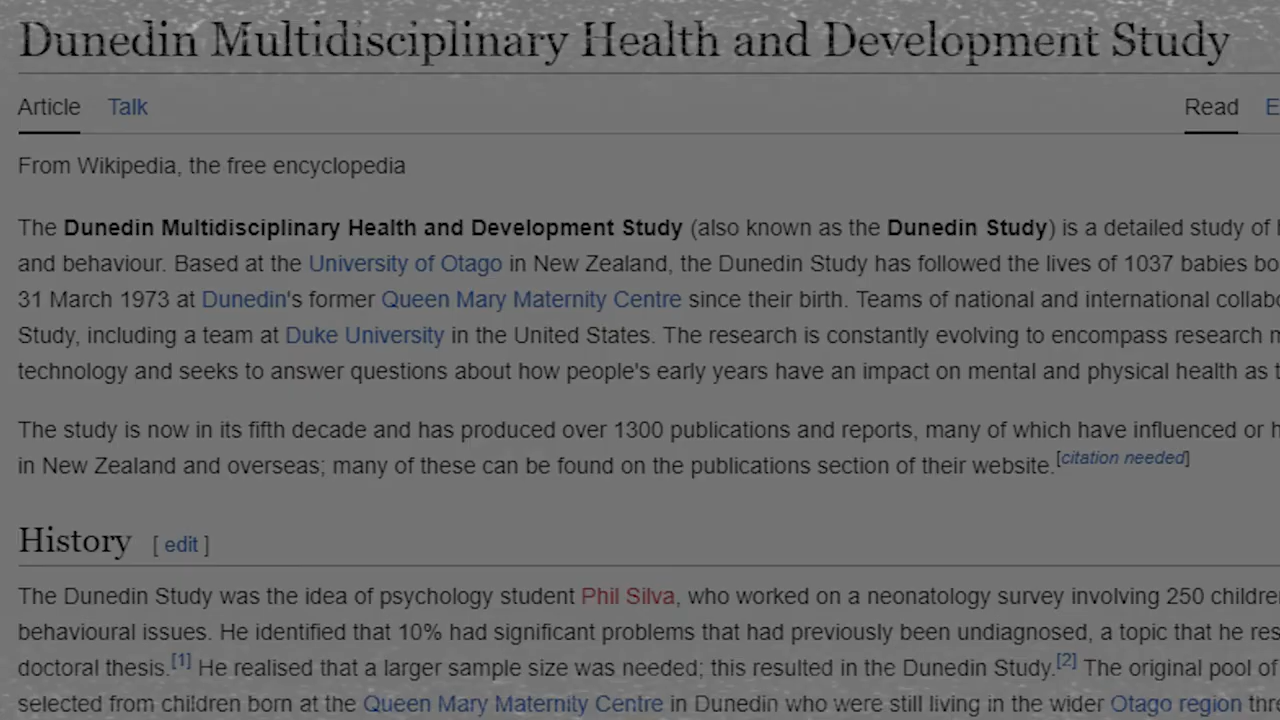 Dunedin Multidisciplinary Health and Development Study
Article Talk Read
From Wikipedia, the free encyclopedia
The Dunedin Multidisciplinary Health and Development Study (also known as the Dunedin Study) is a detailed study of
and behaviour. Based at the University of Otago in New Zealand, the Dunedin Study has followed the lives of 1037 babies
31 March 1973 at Dunedin's former Queen Mary Maternity Centre since their birth. Teams of national and international
Study, including a team at Duke University in the United States. The research is constantly evolving to encompass research
technology and seeks to answer questions about how people's early years have an impact on mental and physical health as
The study is now in its fifth decade and has produced over 1300 publications and reports, many of which have influenced or
in New Zealand and overseas; many of these can be found on the publications section of their website.[citation needed]
History [ edit ]
The Dunedin Study was the idea of psychology student Phil Silva, who worked on a neonatology survey involving 250
behavioural issues. He identified that 10% had significant problems that had previously been undiagnosed, a topic that he
doctoral thesis.[1] He realised that a larger sample size was needed; this resulted in the Dunedin Study.[2] The original pool of
selected from children born at the Queen Mary Maternity Centre in Dunedin who were still living in the wider Otago region